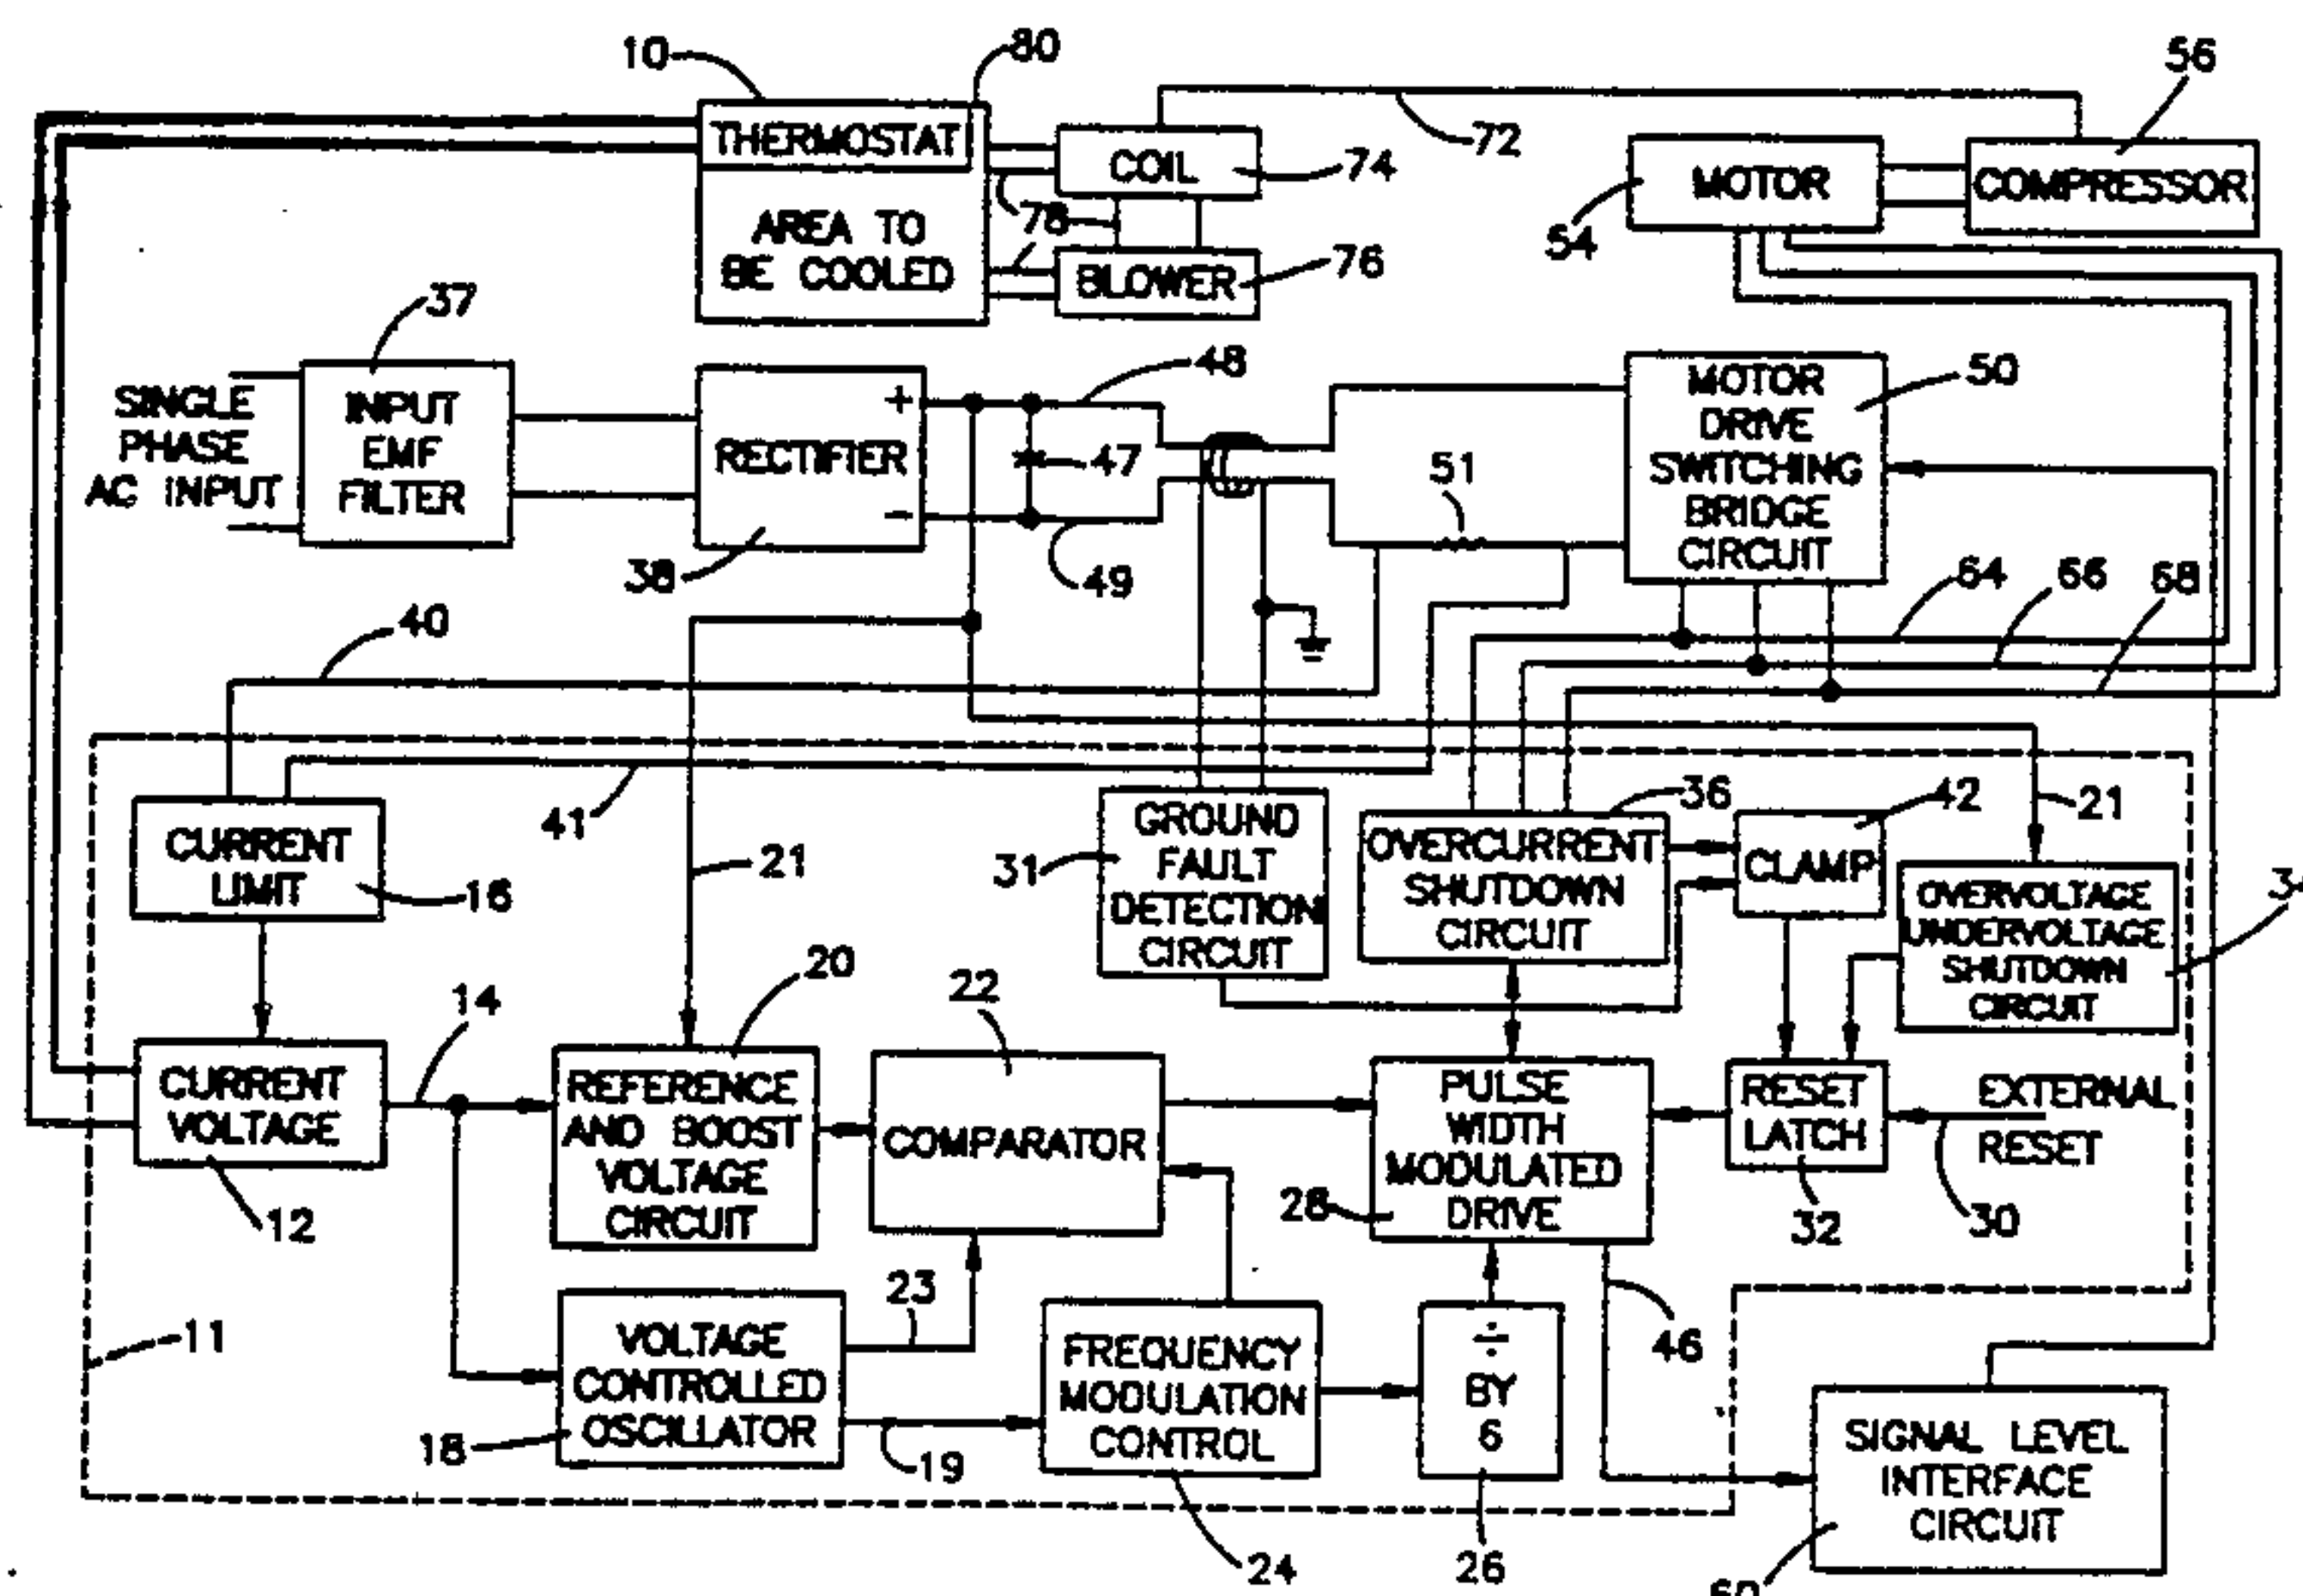 10
80
56
THERMOSTAT
COIL
74
72
MOTOR
COMPRESSOR
54
AREA TO
BE COOLED
78
BLOWER
76
37
SINGLE
PHASE
AC INPUT
INPUT
EMF
FILTER
+
RECTIFIER
-
38
48
47
49
51
MOTOR
DRIVE
SWITCHING
BRIDGE
CIRCUIT
50
64
66
68
40
41
21
CURRENT
LIMIT
16
GROUND
FAULT
DETECTION
CIRCUIT
31
OVERCURRENT
SHUTDOWN
CIRCUIT
36
CLAMP
42
21
OVERVOLTAGE
UNDERVOLTAGE
SHUTDOWN
CIRCUIT
14
20
22
CURRENT
VOLTAGE
12
REFERENCE
AND BOOST
VOLTAGE
CIRCUIT
COMPARATOR
PULSE
WIDTH
MODULATED
DRIVE
28
RESET
LATCH
32
EXTERNAL
RESET
30
11
23
VOLTAGE
CONTROLLED
OSCILLATOR
18
19
FREQUENCY
MODULATION
CONTROL
24
÷
BY
6
26
46
SIGNAL LEVEL
INTERFACE
CIRCUIT